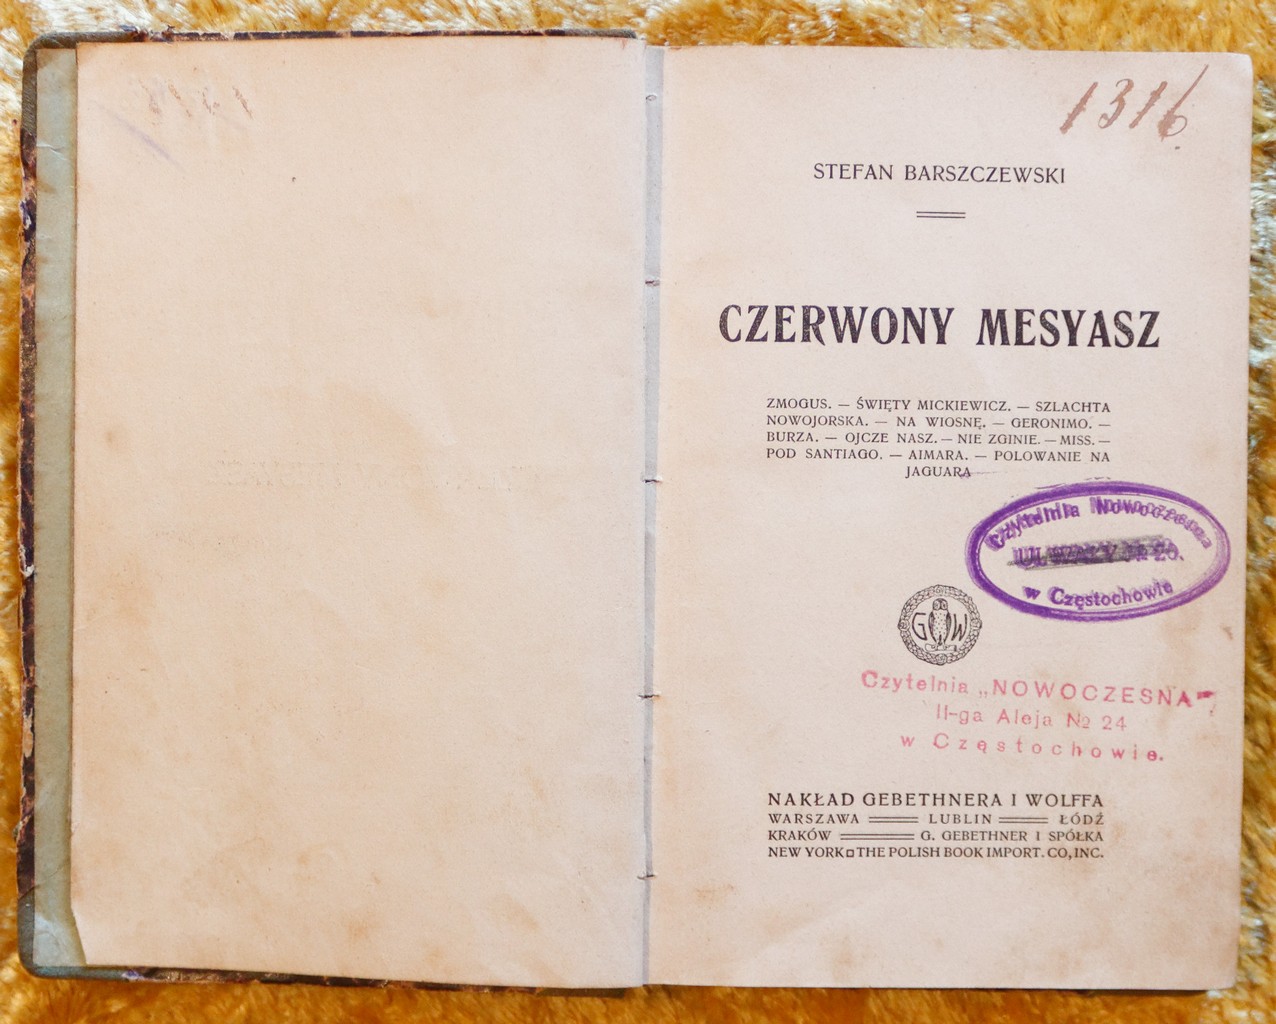 1316
STEFAN BARSZCZEWSKI
CZERWONY MESYASZ
ZMOGUS. — ŚWIĘTY MICKIEWICZ. — SZLACHTA
NOWOJORSKA. — NA WIOSNĘ. — GERONIMO. —
BURZA. — OJCZE NASZ. — NIE ZGINIE. — MISS. —
POD SANTIAGO. — AIMARA. — POLOWANIE NA
JAGUARA
Czytelnia Nowoczesna
w Częstochowie
G W
Czytelnia „NOWOCZESNA"
II-ga Aleja № 24
w Częstochowie.
NAKŁAD GEBETHNERA I WOLFFA
WARSZAWA LUBLIN ŁÓDŹ
KRAKÓW G. GEBETHNER I SPÓŁKA
NEW YORK THE POLISH BOOK IMPORT. CO, INC.